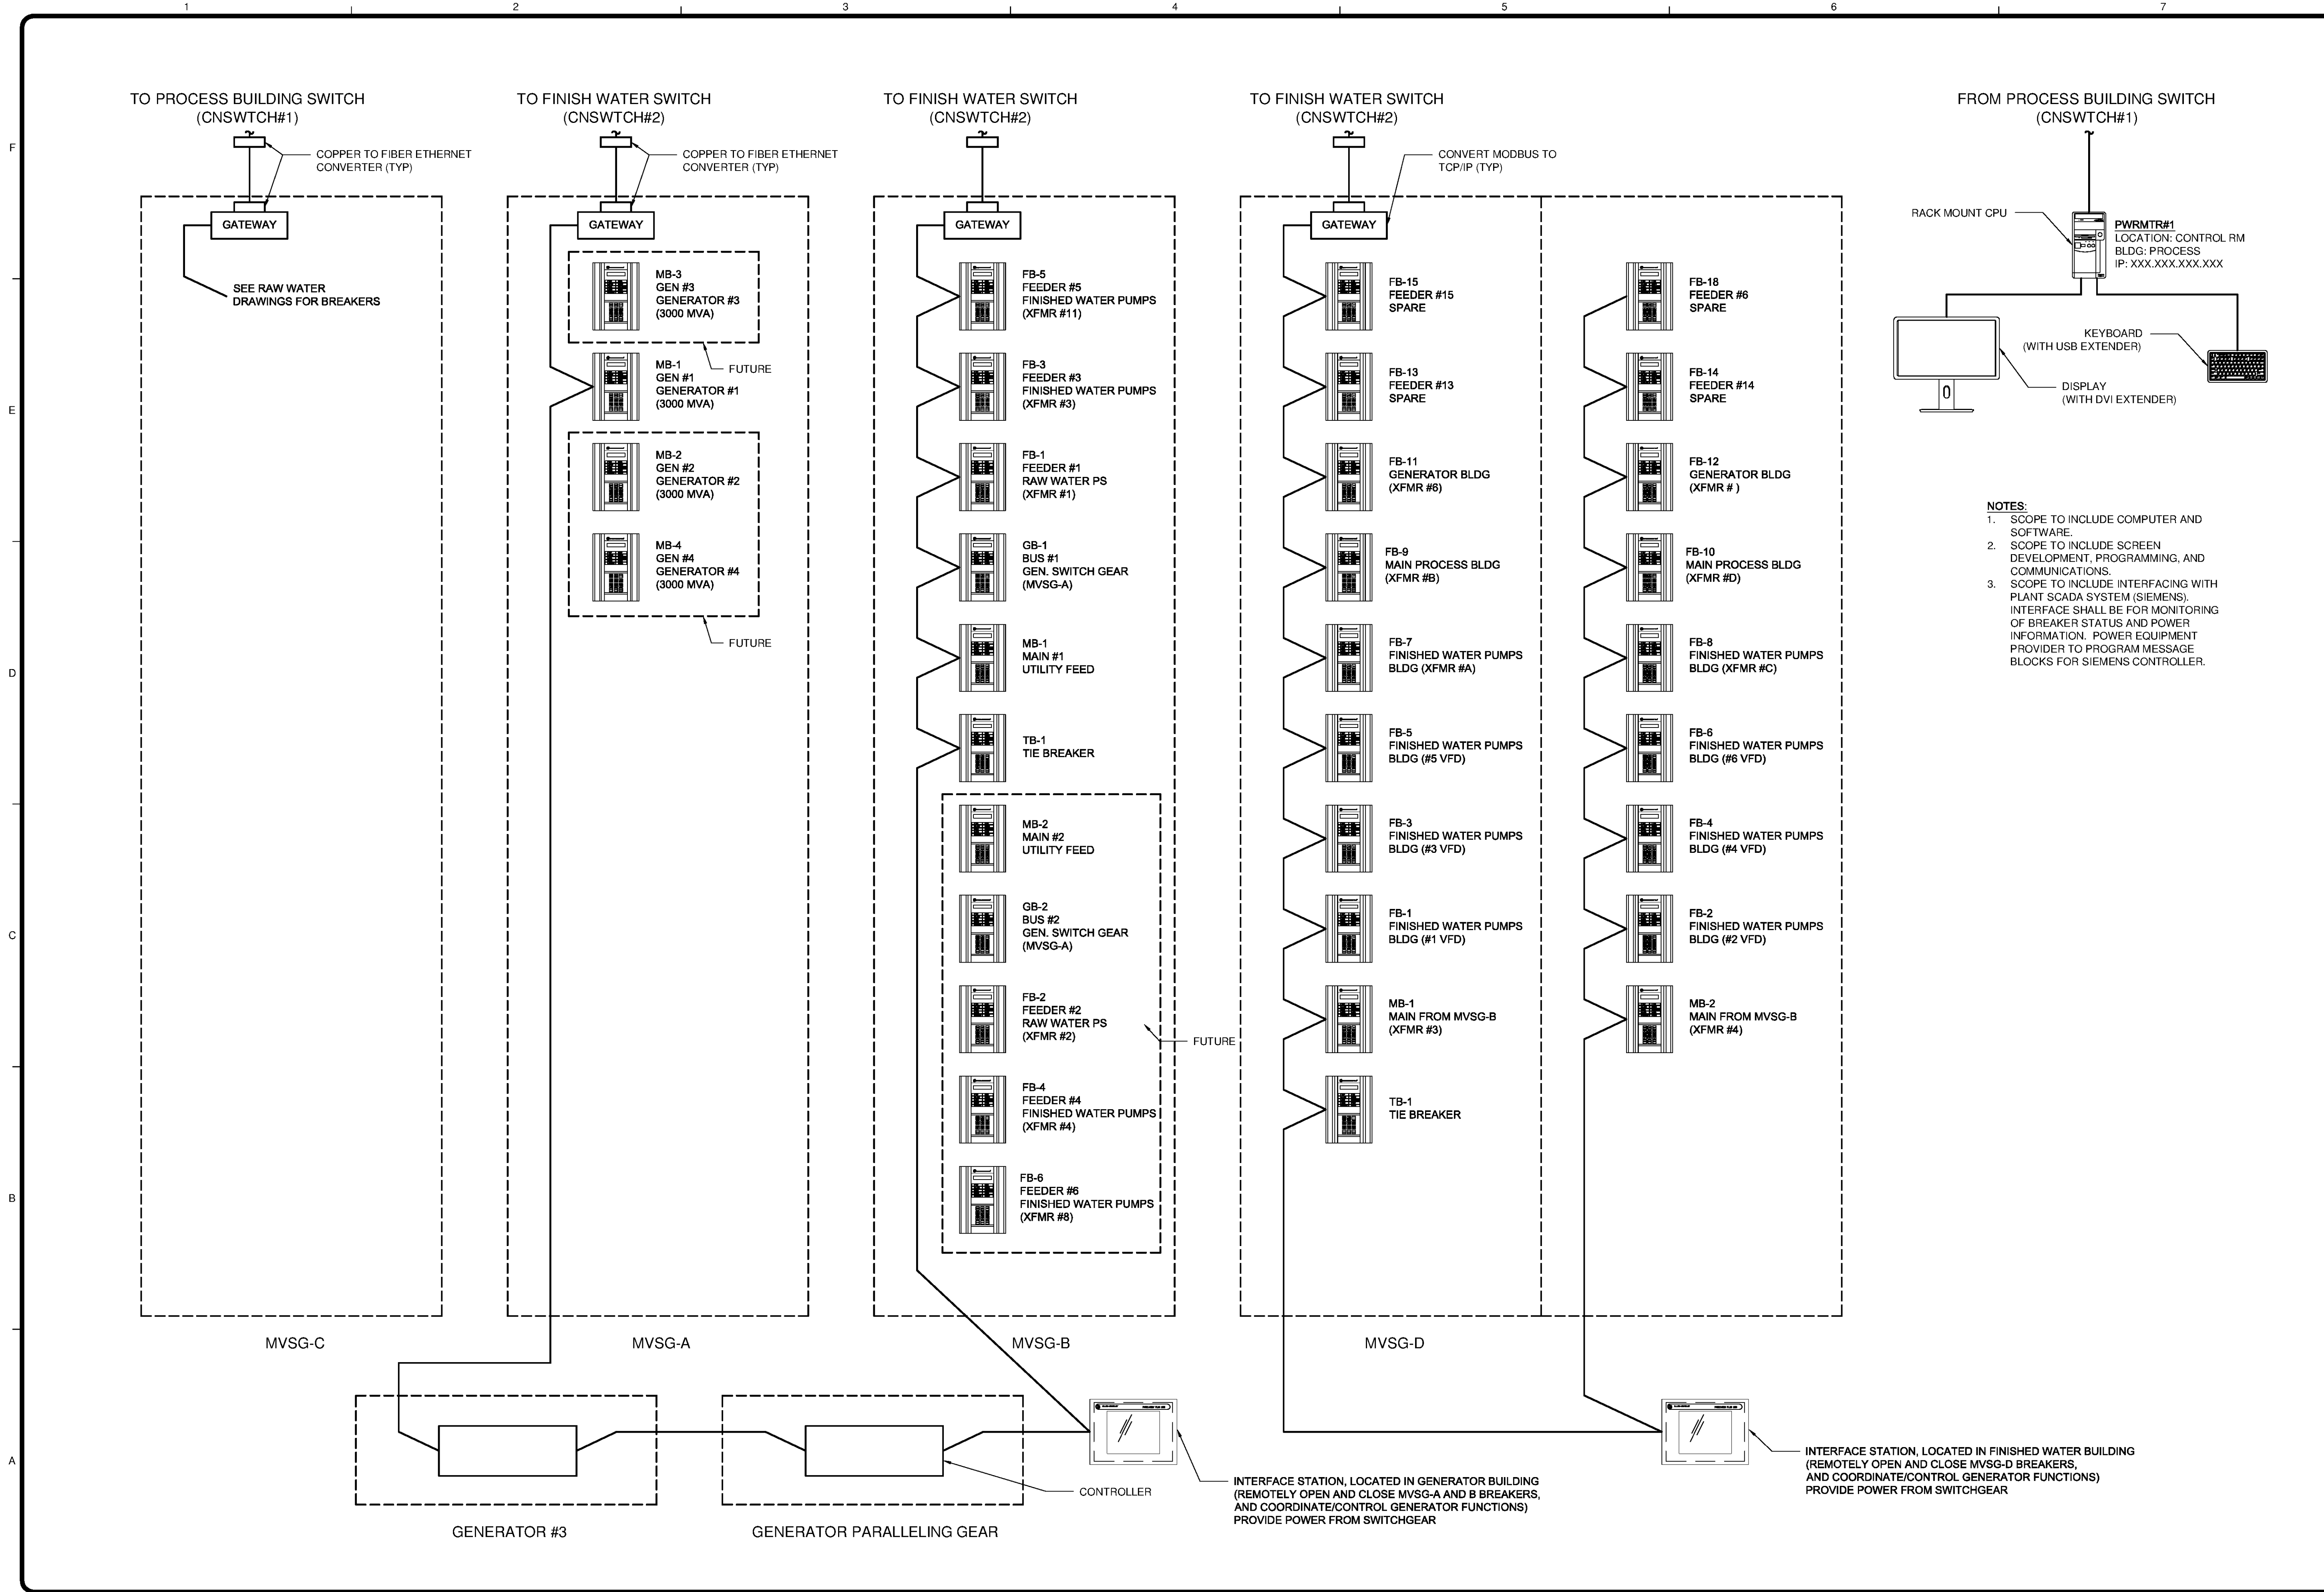 1 2 3 4 5 6 7
F
E
D
C
B
A
TO PROCESS BUILDING SWITCH
(CNSWTCH#1)
COPPER TO FIBER ETHERNET
CONVERTER (TYP)
GATEWAY
SEE RAW WATER
DRAWINGS FOR BREAKERS
MVSG-C
TO FINISH WATER SWITCH
(CNSWTCH#2)
COPPER TO FIBER ETHERNET
CONVERTER (TYP)
GATEWAY
MB-3
GEN #3
GENERATOR #3
(3000 MVA)
FUTURE
MB-1
GEN #1
GENERATOR #1
(3000 MVA)
MB-2
GEN #2
GENERATOR #2
(3000 MVA)
MB-4
GEN #4
GENERATOR #4
(3000 MVA)
FUTURE
MVSG-A
TO FINISH WATER SWITCH
(CNSWTCH#2)
GATEWAY
FB-5
FEEDER #5
FINISHED WATER PUMPS
(XFMR #11)
FB-3
FEEDER #3
FINISHED WATER PUMPS
(XFMR #3)
FB-1
FEEDER #1
RAW WATER PS
(XFMR #1)
GB-1
BUS #1
GEN. SWITCH GEAR
(MVSG-A)
MB-1
MAIN #1
UTILITY FEED
TB-1
TIE BREAKER
MB-2
MAIN #2
UTILITY FEED
GB-2
BUS #2
GEN. SWITCH GEAR
(MVSG-A)
FB-2
FEEDER #2
RAW WATER PS
(XFMR #2)
FUTURE
FB-4
FEEDER #4
FINISHED WATER PUMPS
(XFMR #4)
FB-6
FEEDER #6
FINISHED WATER PUMPS
(XFMR #8)
MVSG-B
TO FINISH WATER SWITCH
(CNSWTCH#2)
CONVERT MODBUS TO
TCP/IP (TYP)
GATEWAY
FB-15
FEEDER #15
SPARE
FB-13
FEEDER #13
SPARE
FB-11
GENERATOR BLDG
(XFMR #6)
FB-9
MAIN PROCESS BLDG
(XFMR #B)
FB-7
FINISHED WATER PUMPS
BLDG (XFMR #A)
FB-5
FINISHED WATER PUMPS
BLDG (#5 VFD)
FB-3
FINISHED WATER PUMPS
BLDG (#3 VFD)
FB-1
FINISHED WATER PUMPS
BLDG (#1 VFD)
MB-1
MAIN FROM MVSG-B
(XFMR #3)
TB-1
TIE BREAKER
MVSG-D
FB-18
FEEDER #6
SPARE
FB-14
FEEDER #14
SPARE
FB-12
GENERATOR BLDG
(XFMR # )
FB-10
MAIN PROCESS BLDG
(XFMR #D)
FB-8
FINISHED WATER PUMPS
BLDG (XFMR #C)
FB-6
FINISHED WATER PUMPS
BLDG (#6 VFD)
FB-4
FINISHED WATER PUMPS
BLDG (#4 VFD)
FB-2
FINISHED WATER PUMPS
BLDG (#2 VFD)
MB-2
MAIN FROM MVSG-B
(XFMR #4)
FROM PROCESS BUILDING SWITCH
(CNSWTCH#1)
RACK MOUNT CPU
PWRMTR#1
LOCATION: CONTROL RM
BLDG: PROCESS
IP: XXX.XXX.XXX.XXX
KEYBOARD
(WITH USB EXTENDER)
DISPLAY
(WITH DVI EXTENDER)
NOTES:
1. SCOPE TO INCLUDE COMPUTER AND
SOFTWARE.
2. SCOPE TO INCLUDE SCREEN
DEVELOPMENT, PROGRAMMING, AND
COMMUNICATIONS.
3. SCOPE TO INCLUDE INTERFACING WITH
PLANT SCADA SYSTEM (SIEMENS).
INTERFACE SHALL BE FOR MONITORING
OF BREAKER STATUS AND POWER
INFORMATION. POWER EQUIPMENT
PROVIDER TO PROGRAM MESSAGE
BLOCKS FOR SIEMENS CONTROLLER.
GENERATOR #3
CONTROLLER
GENERATOR PARALLELING GEAR
INTERFACE STATION, LOCATED IN GENERATOR BUILDING
(REMOTELY OPEN AND CLOSE MVSG-A AND B BREAKERS,
AND COORDINATE/CONTROL GENERATOR FUNCTIONS)
PROVIDE POWER FROM SWITCHGEAR
INTERFACE STATION, LOCATED IN FINISHED WATER BUILDING
(REMOTELY OPEN AND CLOSE MVSG-D BREAKERS,
AND COORDINATE/CONTROL GENERATOR FUNCTIONS)
PROVIDE POWER FROM SWITCHGEAR